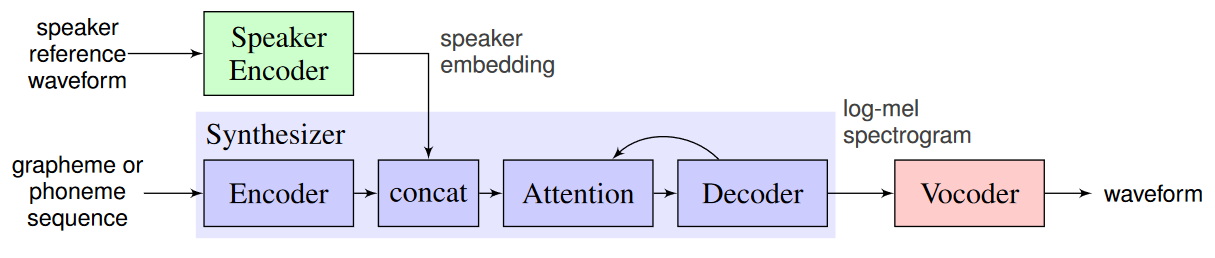 speaker
reference
waveform
Speaker
Encoder
speaker
embedding
log-mel
spectrogram
Synthesizer
grapheme or
phoneme
sequence
Encoder
concat
Attention
Decoder
Vocoder
waveform